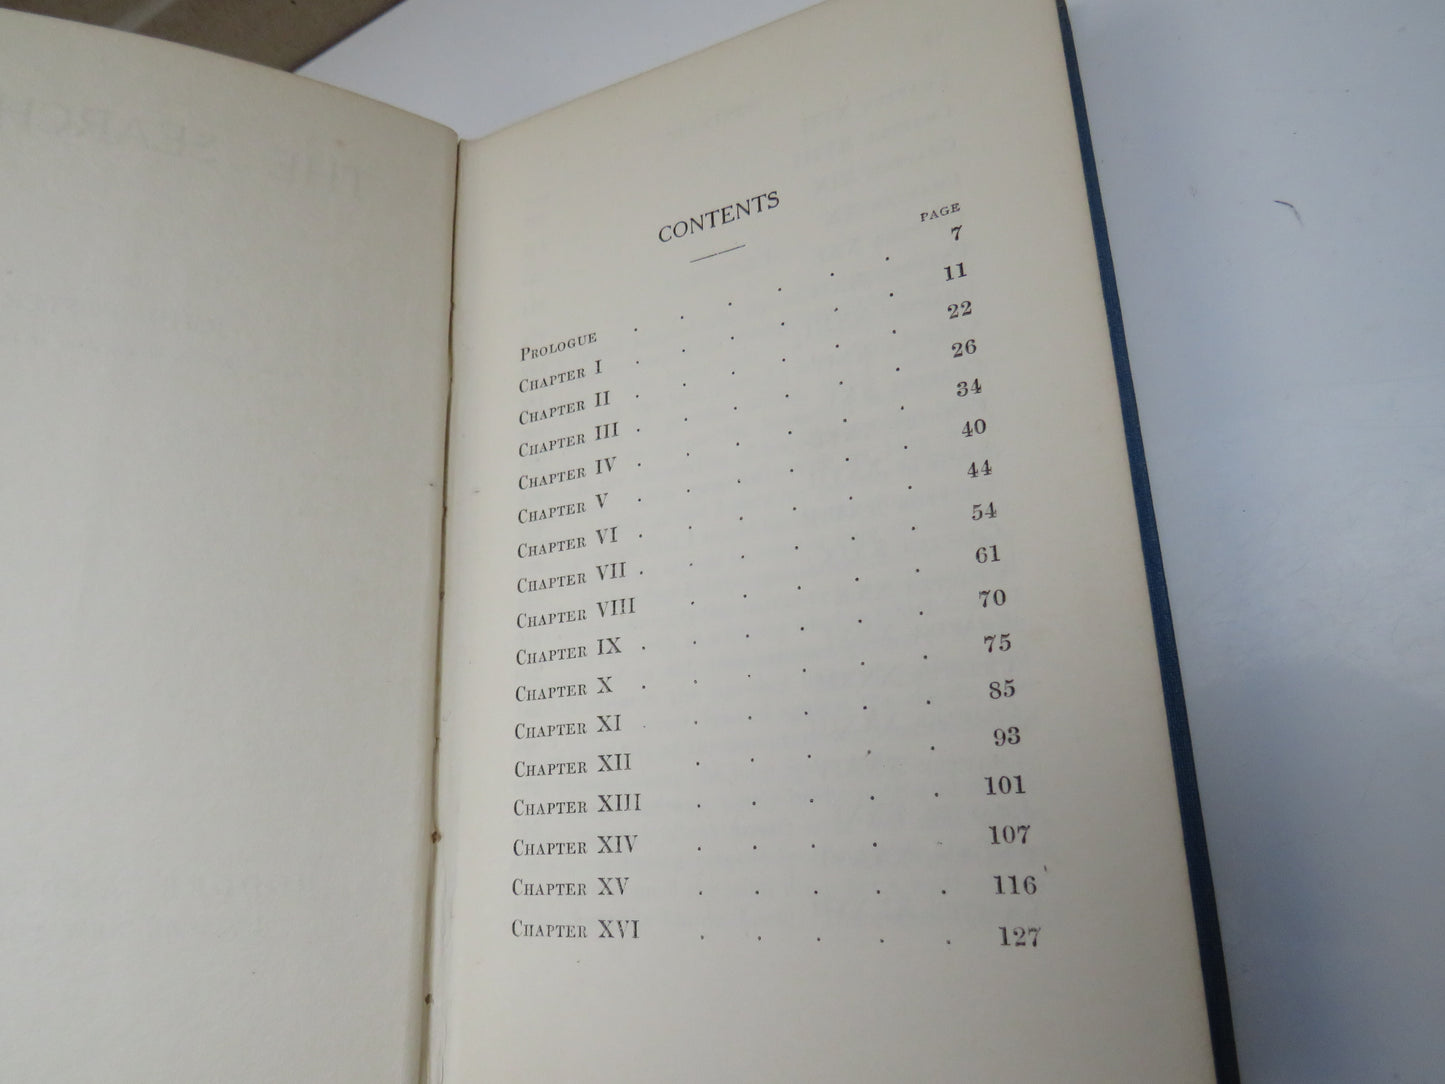 CONTENTS
PAGE
Prologue . . . . . . 7
Chapter I . . . . . . 11
Chapter II . . . . . . 22
Chapter III . . . . . . 26
Chapter IV . . . . . . 34
Chapter V . . . . . . 40
Chapter VI . . . . . . 44
Chapter VII . . . . . . 54
Chapter VIII . . . . . 61
Chapter IX . . . . . . 70
Chapter X . . . . . . 75
Chapter XI . . . . . . 85
Chapter XII . . . . . 93
Chapter XIII . . . . . 101
Chapter XIV . . . . . 107
Chapter XV . . . . . 116
Chapter XVI . . . . . 127